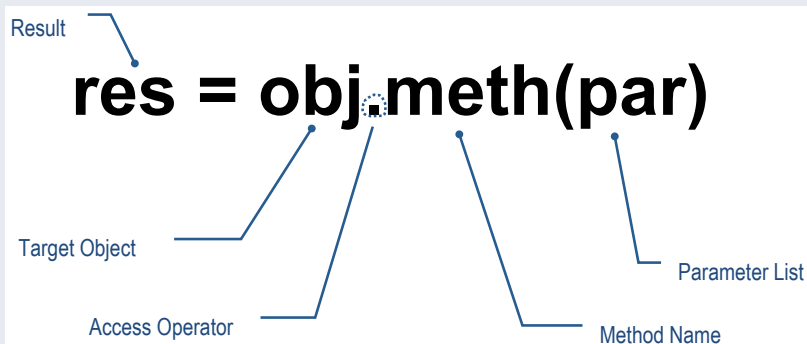 Result
res = obj.meth(par)
Target Object
Parameter List
Access Operator
Method Name